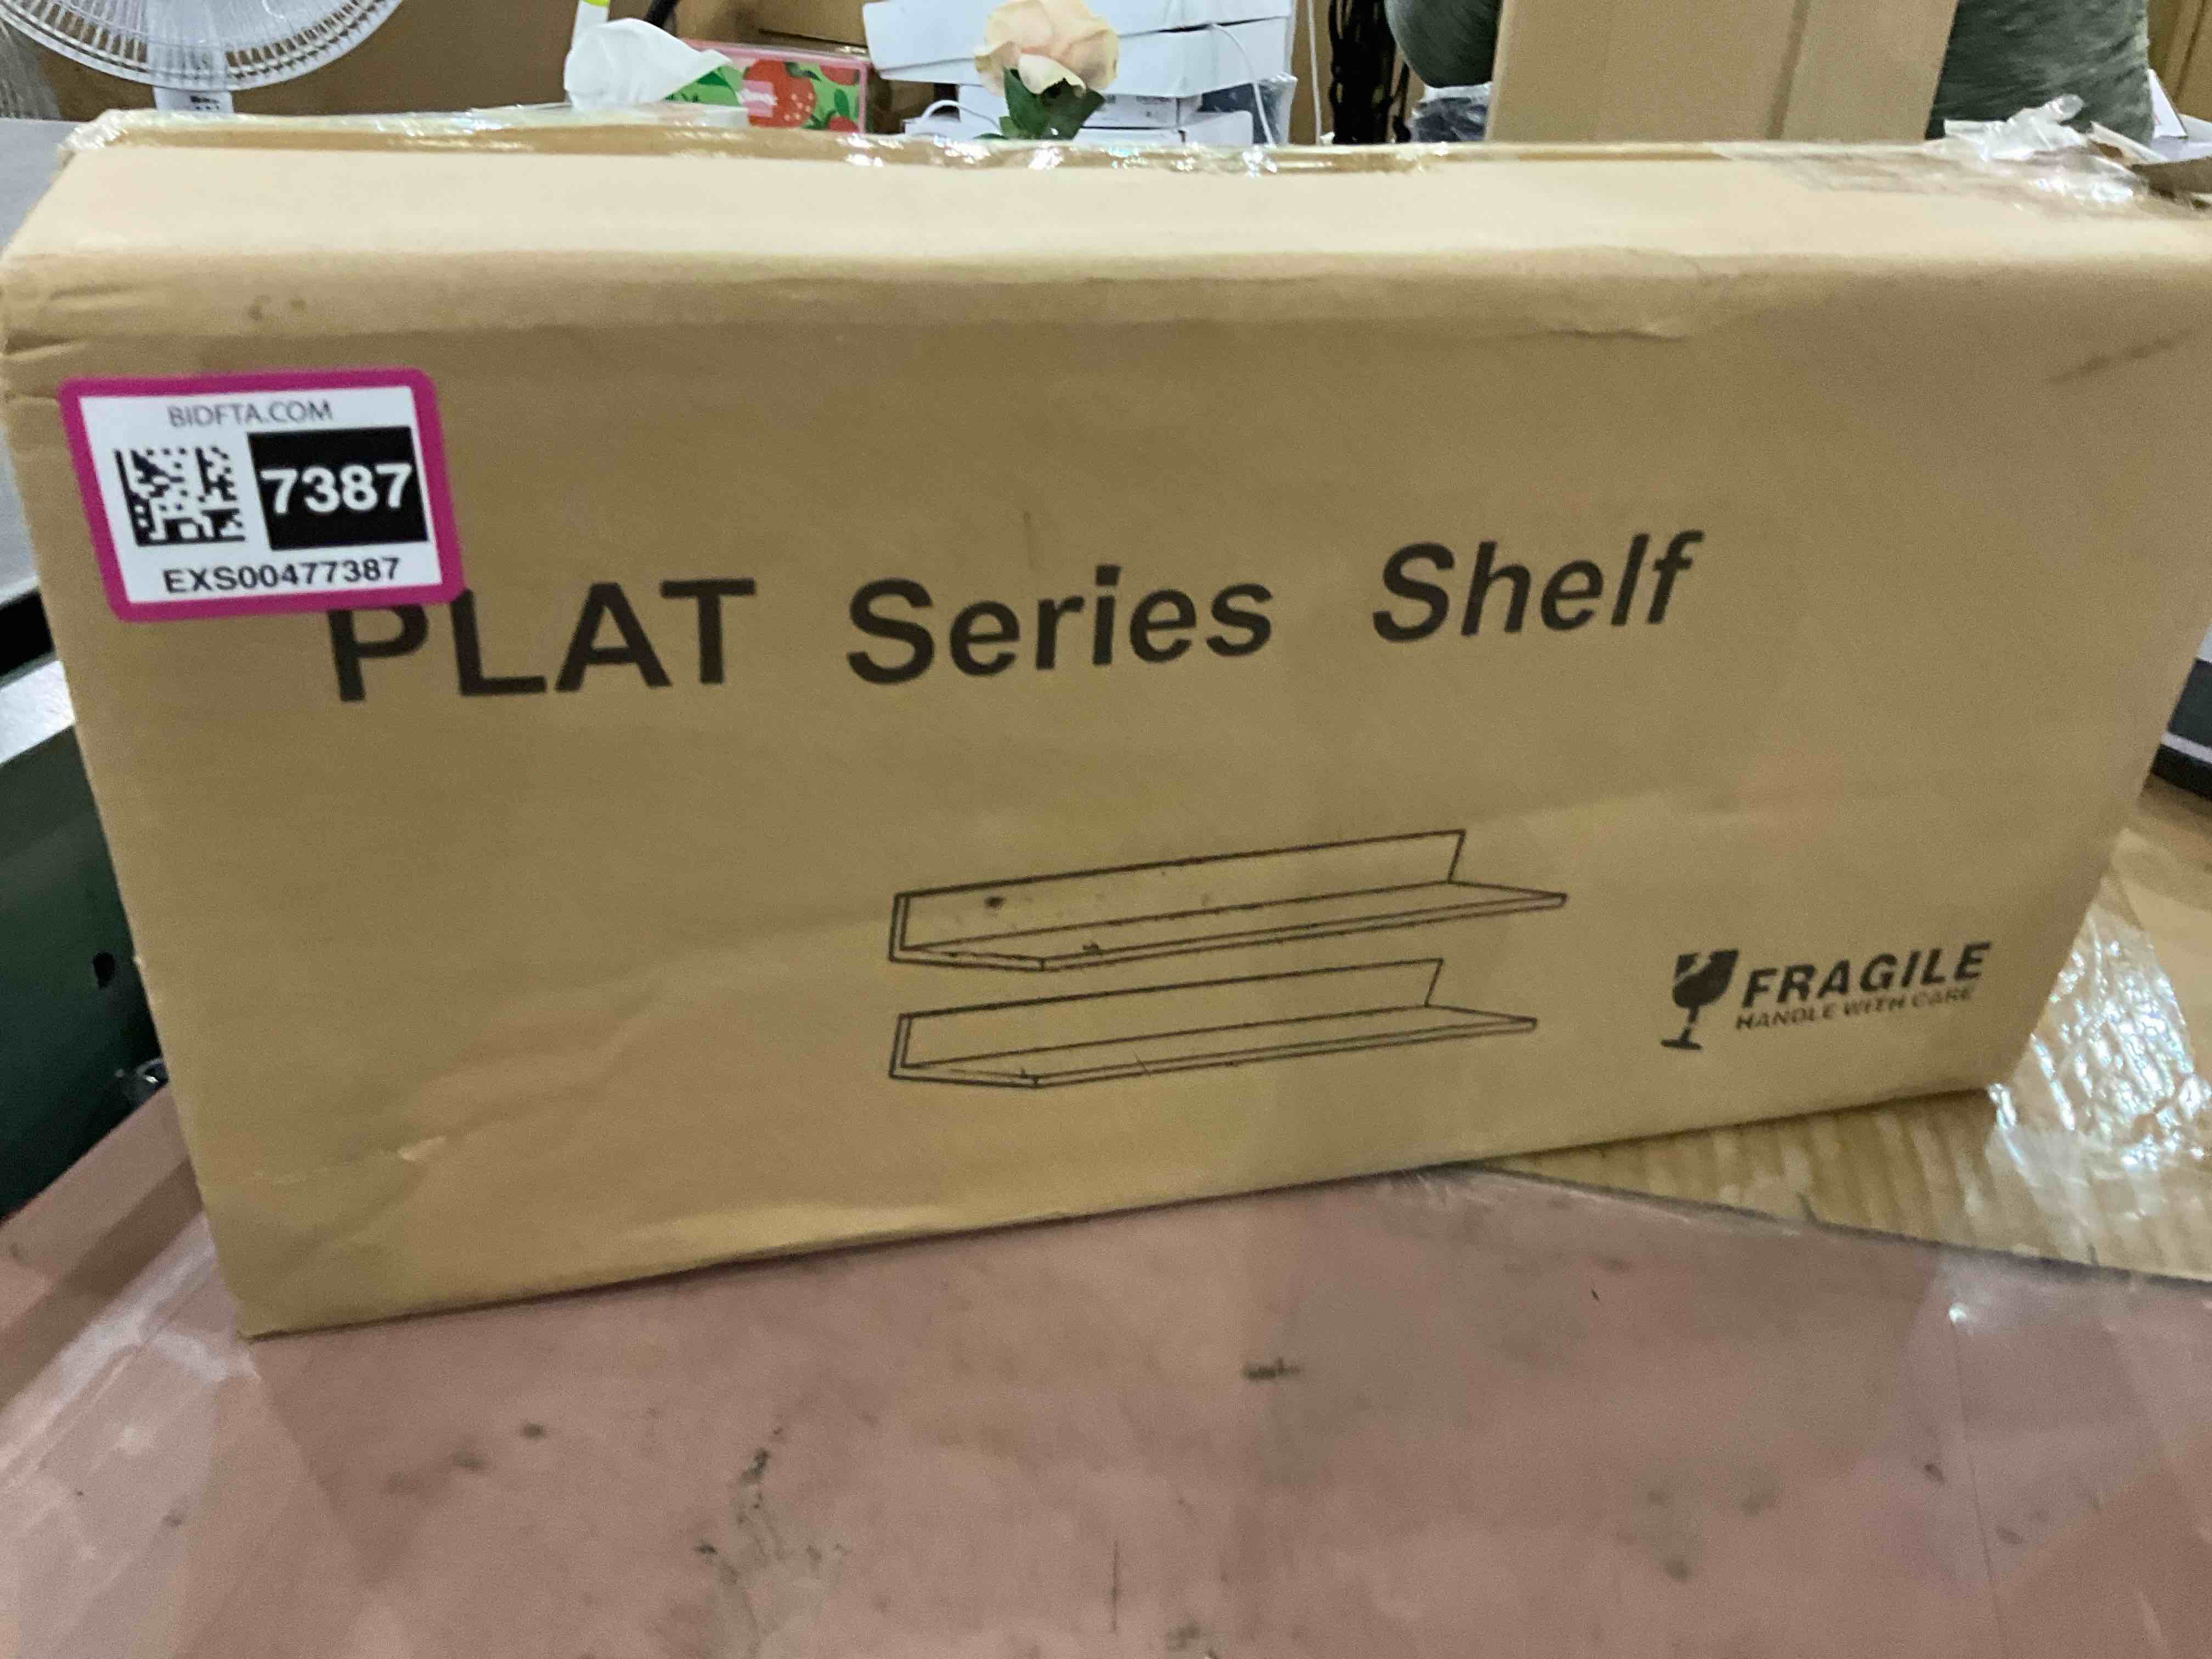 BIDFTA.COM
7387
EXS00477387
PLAT Series Shelf
FRAGILE
HANDLE WITH CARE